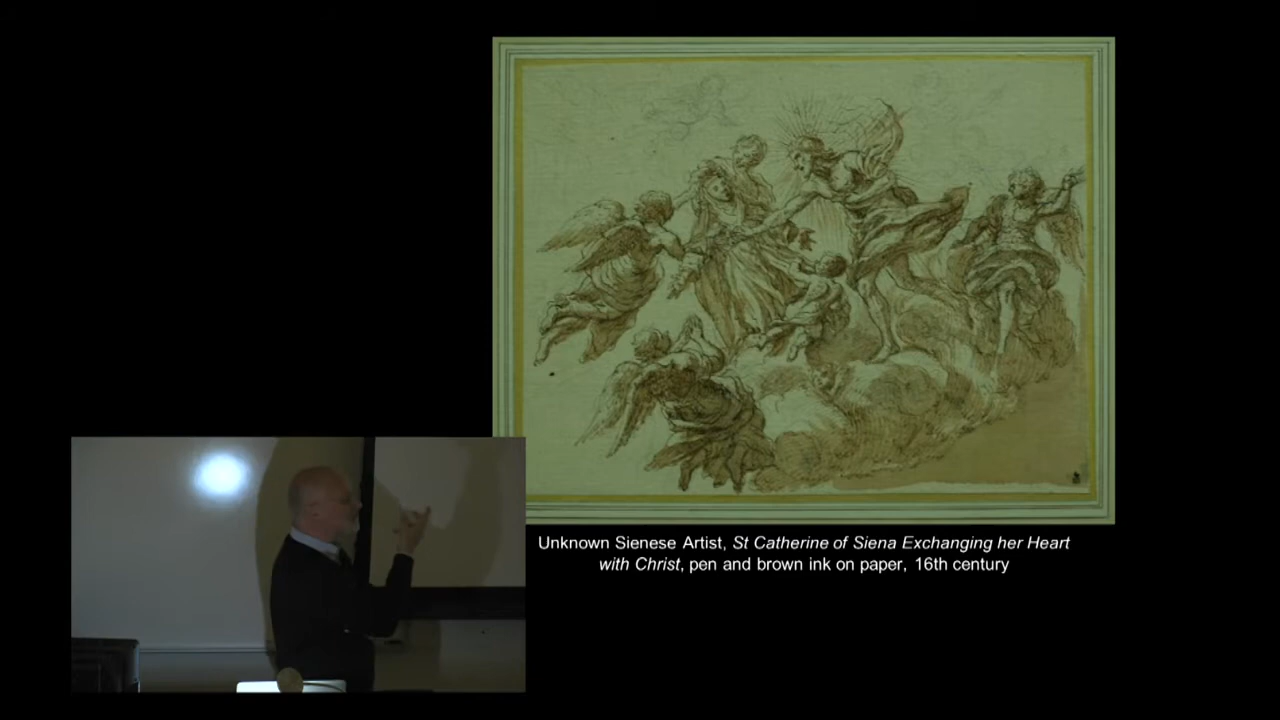 Unknown Sienese Artist, St Catherine of Siena Exchanging her Heart
with Christ, pen and brown ink on paper, 16th century